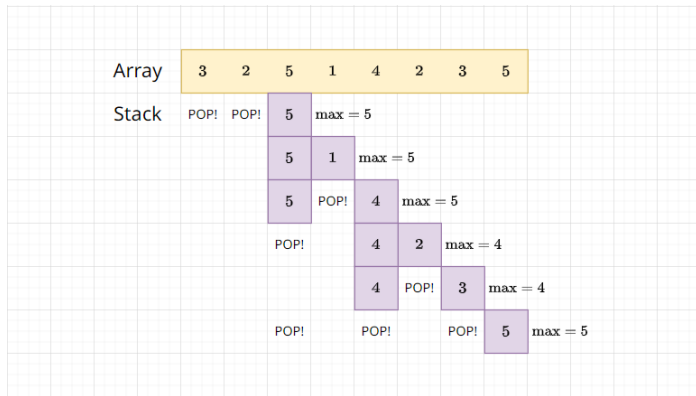 Array 3 2 5 1 4 2 3 5
Stack POP! POP! 5 max = 5
5 1 max = 5
5 POP! 4 max = 5
POP! 4 2 max = 4
4 POP! 3 max = 4
POP! POP! POP! 5 max = 5